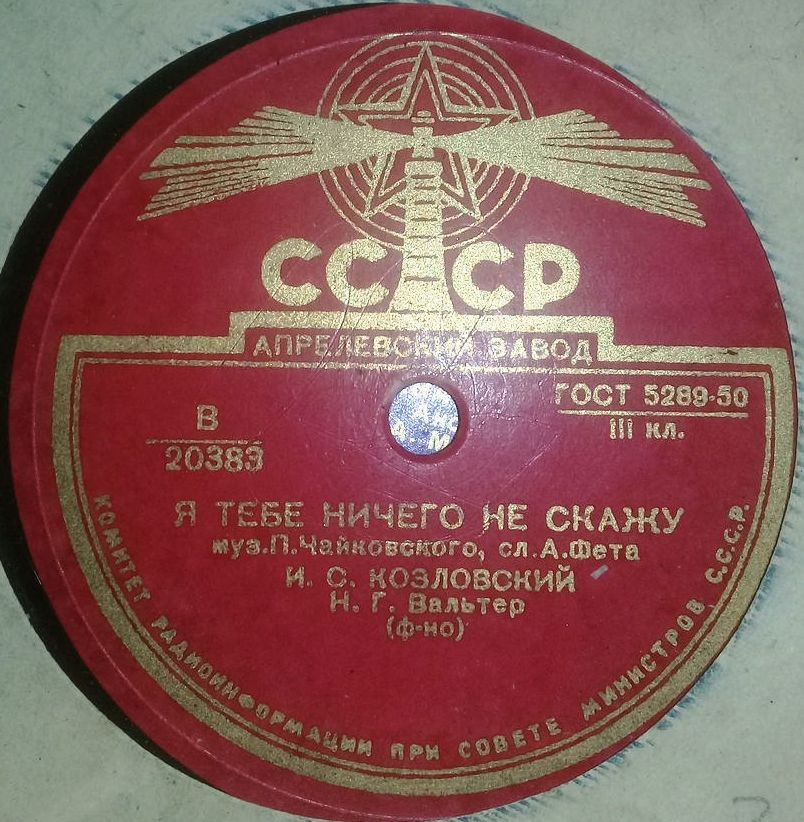 СССР
АПРЕЛЕВСКИЙ ЗАВОД
В
20383
ГОСТ 5289-50
III кл.
Я ТЕБЕ НИЧЕГО НЕ СКАЖУ
муз.П.Чайковского, сл.А.Фета
И. С. КОЗЛОВСКИЙ
Н. Г. Вальтер
(ф-но)
КОМИТЕТ РАДИОИНФОРМАЦИИ ПРИ СОВЕТЕ МИНИСТРОВ С.С.С.Р.